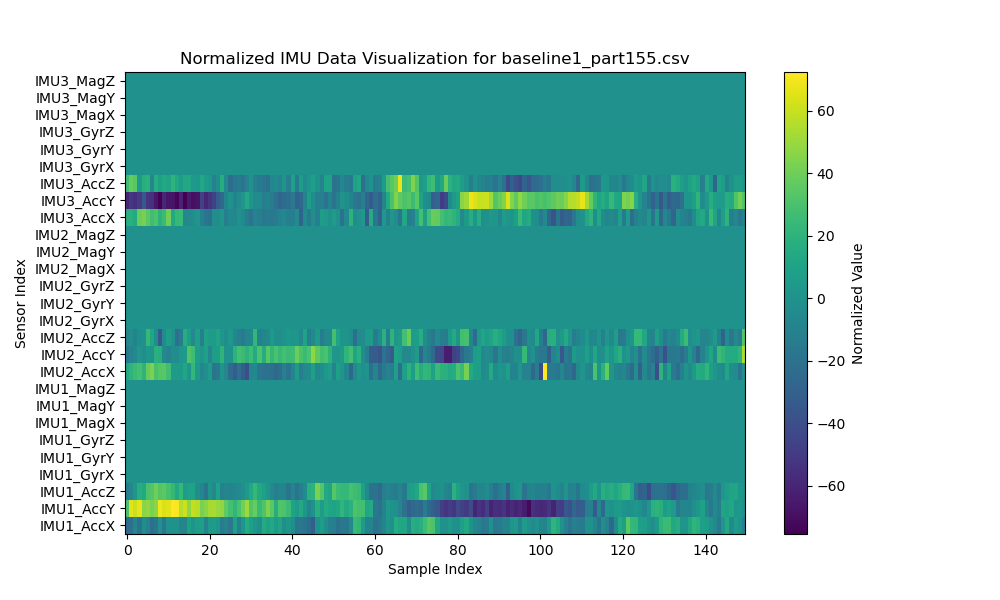 Normalized IMU Data Visualization for baseline1_part155.csv
IMU3_MagZ
IMU3_MagY
IMU3_MagX
IMU3_GyrZ
IMU3_GyrY
IMU3_GyrX
IMU3_AccZ
IMU3_AccY
IMU3_AccX
IMU2_MagZ
IMU2_MagY
IMU2_MagX
IMU2_GyrZ
IMU2_GyrY
IMU2_GyrX
IMU2_AccZ
IMU2_AccY
IMU2_AccX
IMU1_MagZ
IMU1_MagY
IMU1_MagX
IMU1_GyrZ
IMU1_GyrY
IMU1_GyrX
IMU1_AccZ
IMU1_AccY
IMU1_AccX
Sensor Index
0 20 40 60 80 100 120 140
Sample Index
60
40
20
0
−20
−40
−60
Normalized Value